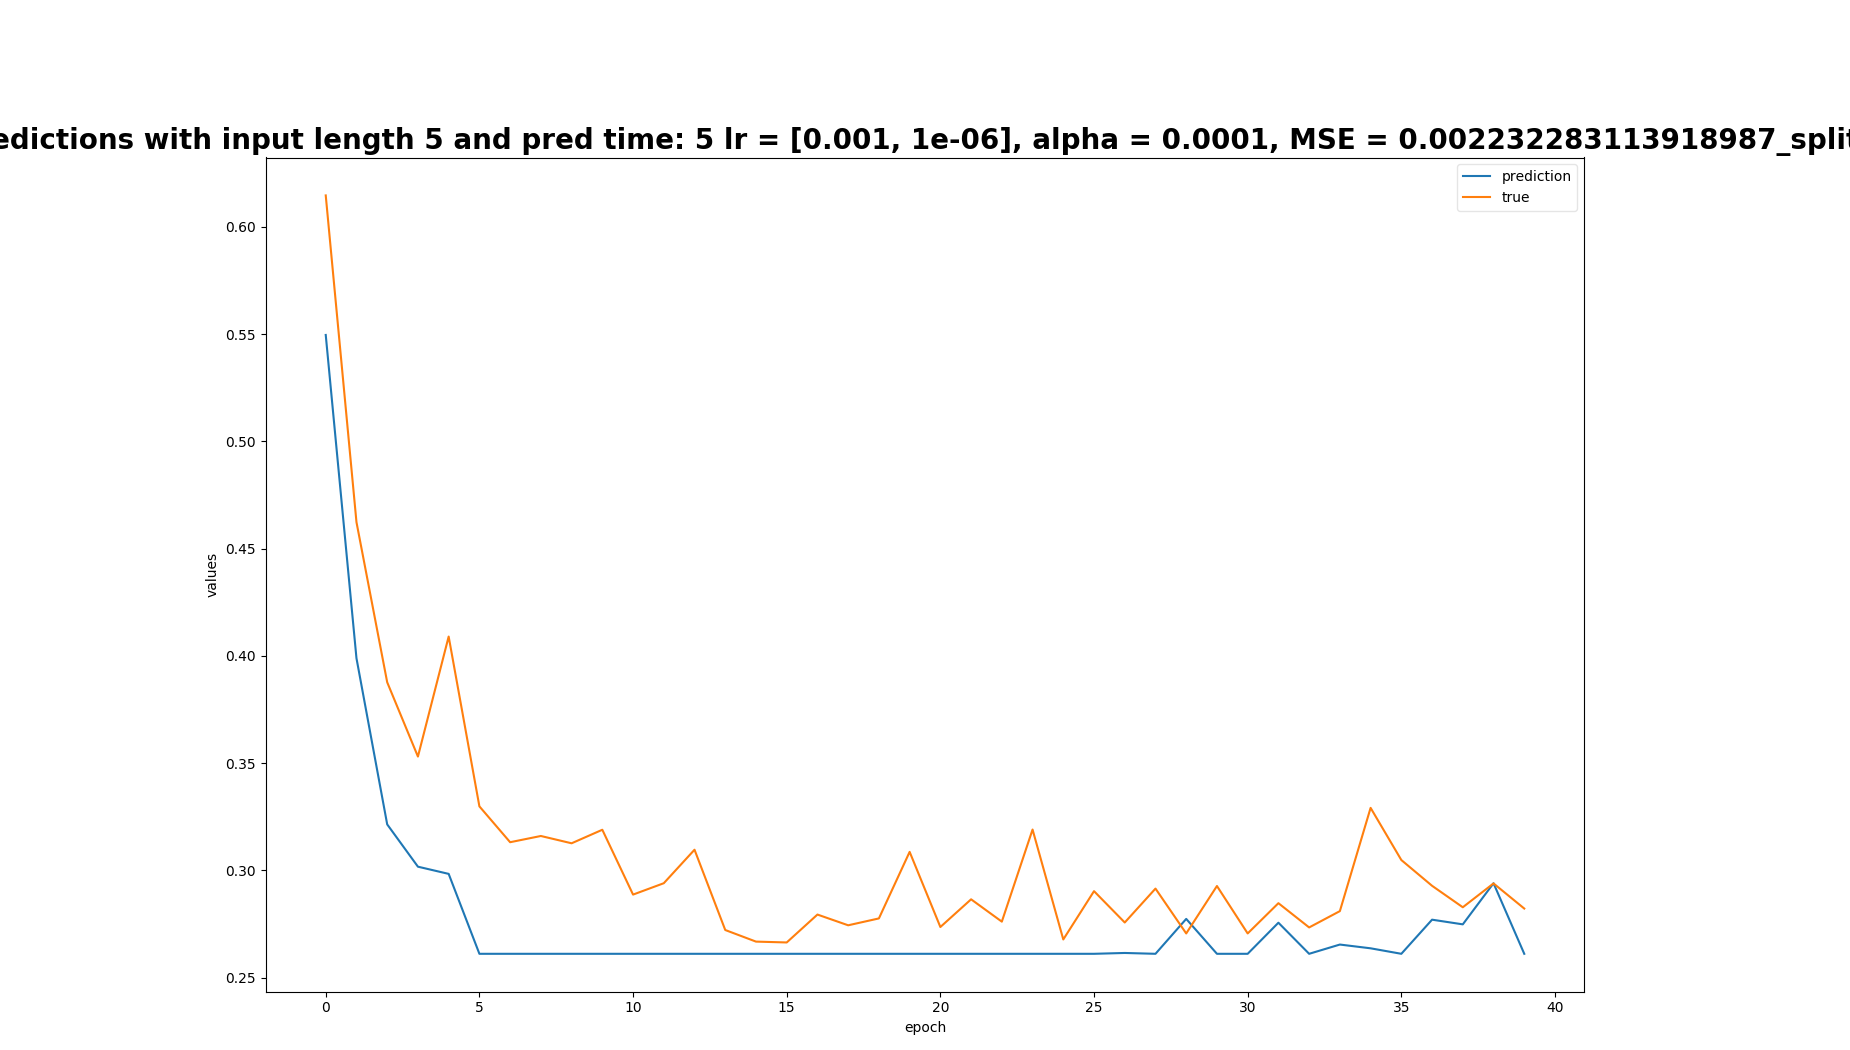 edictions with input length 5 and pred time: 5 lr = [0.001, 1e-06], alpha = 0.0001, MSE = 0.002232283113918987_split
prediction
true
0.60
0.55
0.50
0.45
0.40
0.35
0.30
0.25
values
0 5 10 15 20 25 30 35 40
epoch